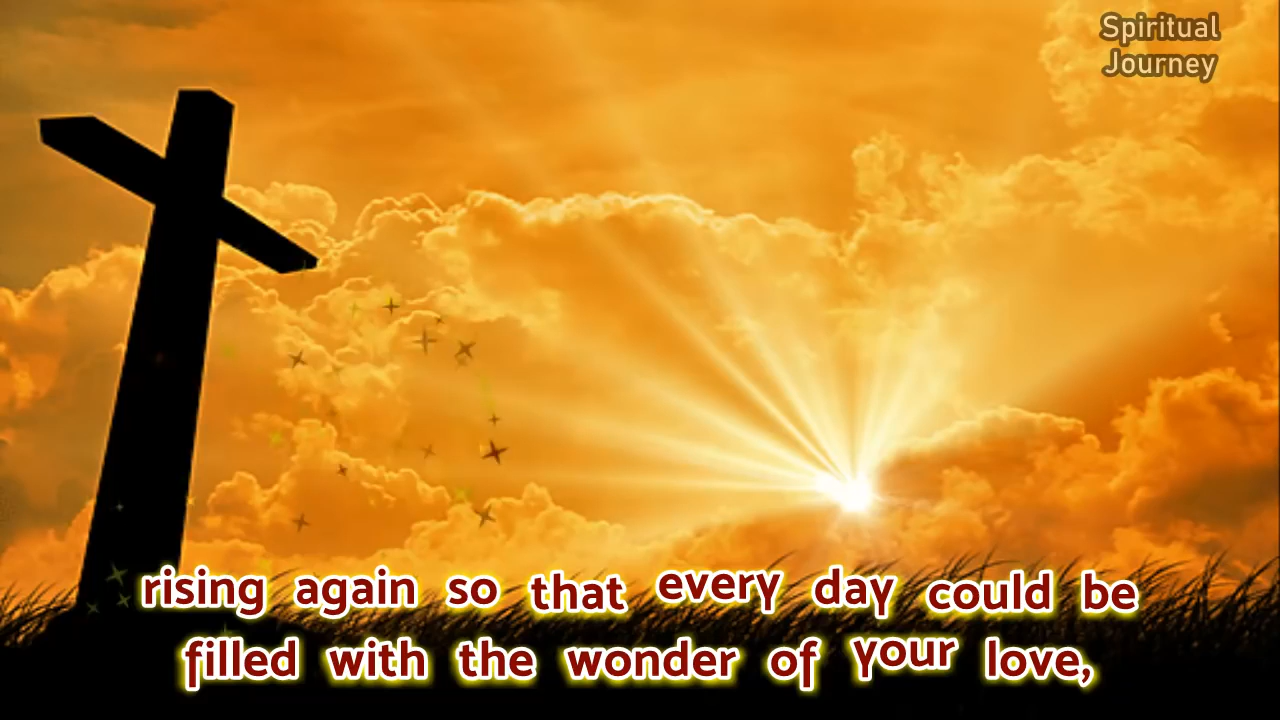 Spiritual
Journey
rising again so that every day could be
filled with the wonder of your love,